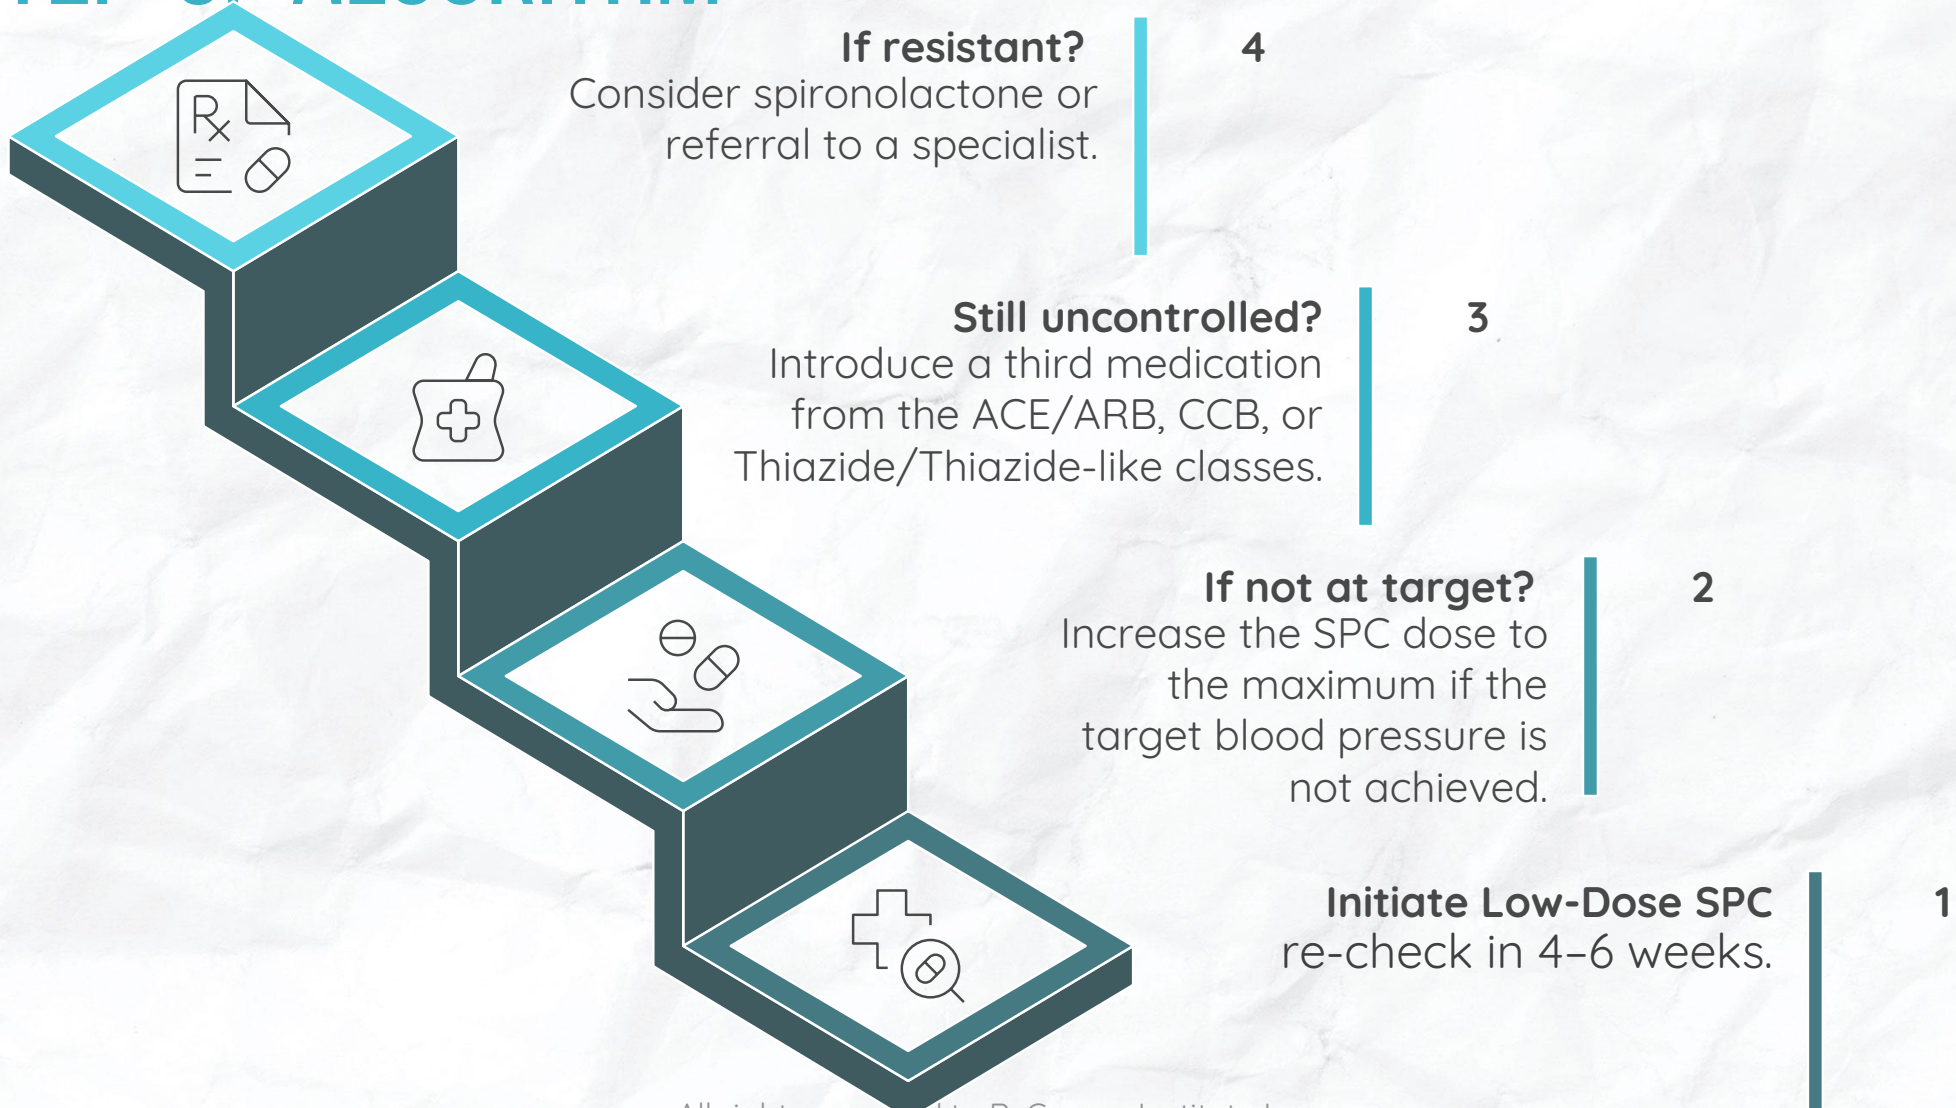 If resistant?
4
Consider spironolactone or
referral to a specialist.
Still uncontrolled?
3
Introduce a third medication
from the ACE/ARB, CCB, or
Thiazide/Thiazide-like classes.
If not at target?
2
Increase the SPC dose to
the maximum if the
target blood pressure is
not achieved.
Initiate Low-Dose SPC
1
re-check in 4–6 weeks.
Rx